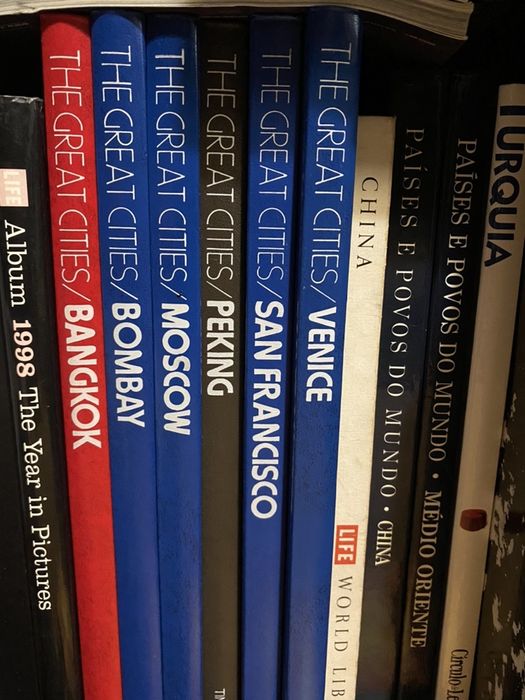 LIFE Album 1998 The Year in Pictures
THE GREAT CITIES/BANGKOK
THE GREAT CITIES/BOMBAY
THE GREAT CITIES/MOSCOW
THE GREAT CITIES/PEKING
THE GREAT CITIES/SAN FRANCISCO
THE GREAT CITIES/VENICE
CHINA LIFE WORLD LIB
PAÍSES E POVOS DO MUNDO • CHINA
PAÍSES E POVOS DO MUNDO • MÉDIO ORIENTE
TURQUIA Círculo